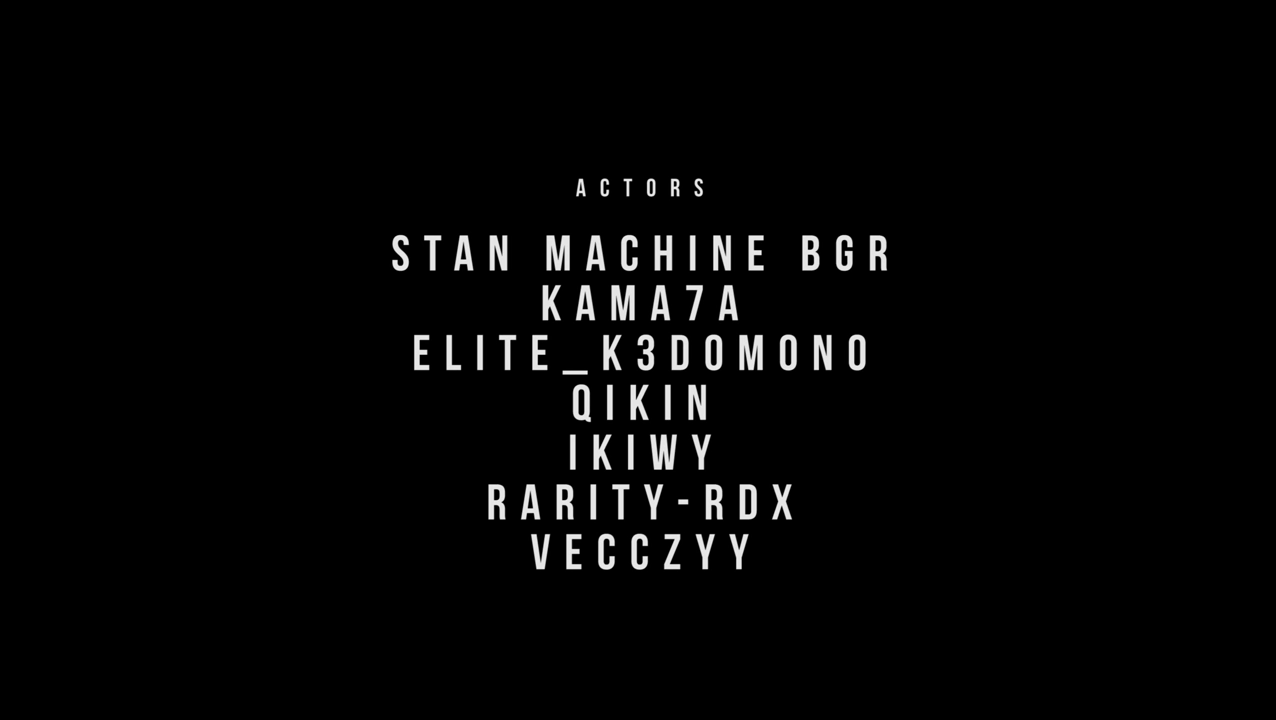 ACTORS
STAN MACHINE BGR
KAMA7A
ELITE_K3DOMONO
QIKIN
IKIWY
RARITY-RDX
VECCZYY